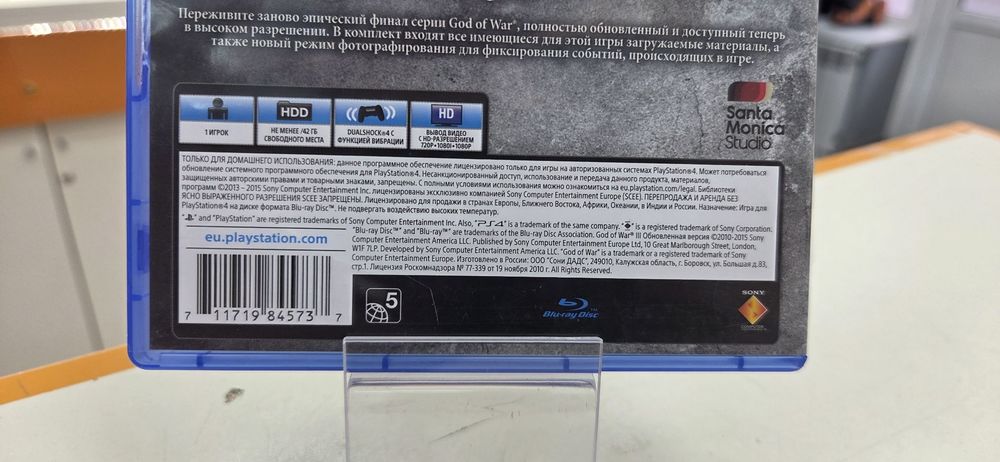 Переживите заново эпический финал серии God of War®, полностью обновленный и доступный теперь
в высоком разрешении. В комплект входят все имеющиеся для этой игры загружаемые материалы, а
также новый режим фотографирования для фиксирования событий, происходящих в игре.
Santa
Monica
Studio
1 ИГРОК
HDD
НЕ МЕНЕЕ /42 ГБ
СВОБОДНОГО МЕСТА
DUALSHOCK®4 С
ФУНКЦИЕЙ ВИБРАЦИИ
HD
ВЫВОД ВИДЕО
С HD-РАЗРЕШЕНИЕМ
720P•1080i•1080P
ТОЛЬКО ДЛЯ ДОМАШНЕГО ИСПОЛЬЗОВАНИЯ: данное программное обеспечение лицензировано только для игры на авторизованных системах PlayStation®4. Может потребоваться
обновление системного программного обеспечения для PlayStation®4. Несанкционированный доступ, использование и передача данного продукта, материалов,
защищенных авторскими правами и товарными знаками, запрещены. С полными условиями использования можно ознакомиться на eu.playstation.com/legal. Библиотеки
программ ©2013 - 2015 Sony Computer Entertainment Inc. лицензированы эксклюзивно компанией Sony Computer Entertainment Europe (SCEE). ПЕРЕПРОДАЖА И АРЕНДА БЕЗ
ЯСНО ВЫРАЖЕННОГО РАЗРЕШЕНИЯ SCEE ЗАПРЕЩЕНЫ. Лицензировано для продажи в странах Европы, Ближнего Востока, Африки, Океании, в Индии и России. Назначение: Игра для
PlayStation®4 на диске формата Blu-ray Disc™. Не подвергать воздействию высоких температур.
" " and "PlayStation" are registered trademarks of Sony Computer Entertainment Inc. Also, "PS4" is a trademark of the same company. " " is a registered trademark of Sony Corporation.
"Blu-ray Disc™" and "Blu-ray™" are trademarks of the Blu-ray Disc Association. God of War® III Обновленная версия ©2010-2015 Sony
Computer Entertainment America LLC. Published by Sony Computer Entertainment Europe Ltd, 10 Great Marlborough Street, London,
W1F 7LP. Developed by Sony Computer Entertainment America LLC. "God of War" is a trademark or a registered trademark of Sony
Computer Entertainment Europe. Изготовлено в России: ООО "Сони ДАДС", 249010, Калужская область, г. Боровск, ул. Большая д.83,
стр.1. Лицензия Роскомнадзора № 77-339 от 19 ноября 2010 г. All Rights Reserved.
eu.playstation.com
7 11719 84573 7
5
Blu-ray Disc™
SONY
COMPUTER